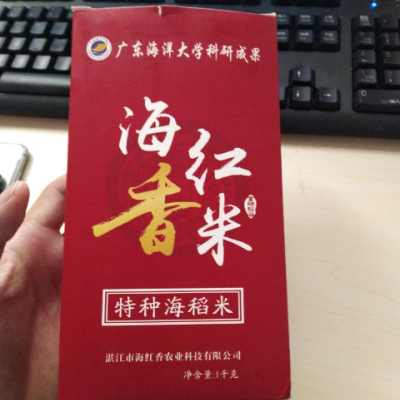 广东海洋大学科研成果
海红香米
特种海稻米
湛江市海红香农业科技有限公司
净含量:1千克